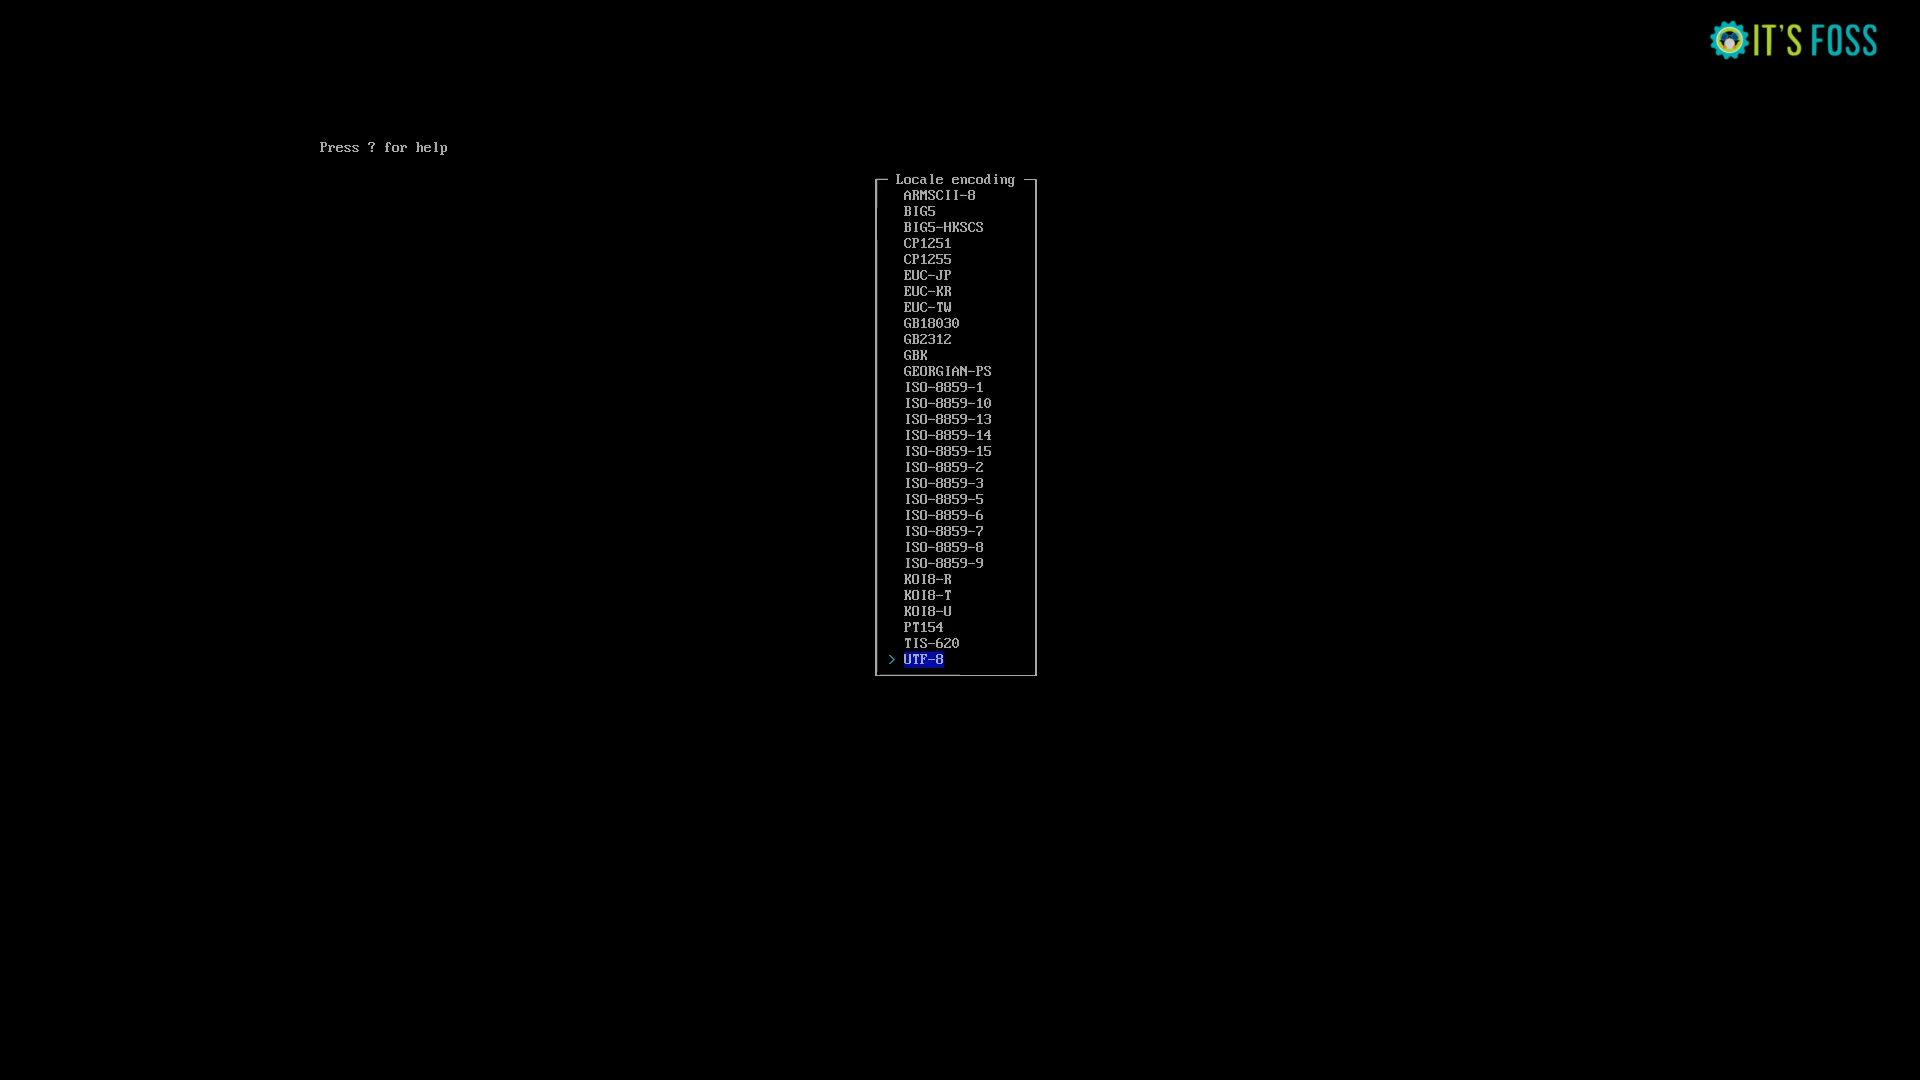 IT'S FOSS
Press ? for help
Locale encoding
ARMSCII-8
BIG5
BIG5-HKSCS
CP1251
CP1255
EUC-JP
EUC-KR
EUC-TW
GB18030
GB2312
GBK
GEORGIAN-PS
ISO-8859-1
ISO-8859-10
ISO-8859-13
ISO-8859-14
ISO-8859-15
ISO-8859-2
ISO-8859-3
ISO-8859-5
ISO-8859-6
ISO-8859-7
ISO-8859-8
ISO-8859-9
KOI8-R
KOI8-T
KOI8-U
PT154
TIS-620
> UTF-8